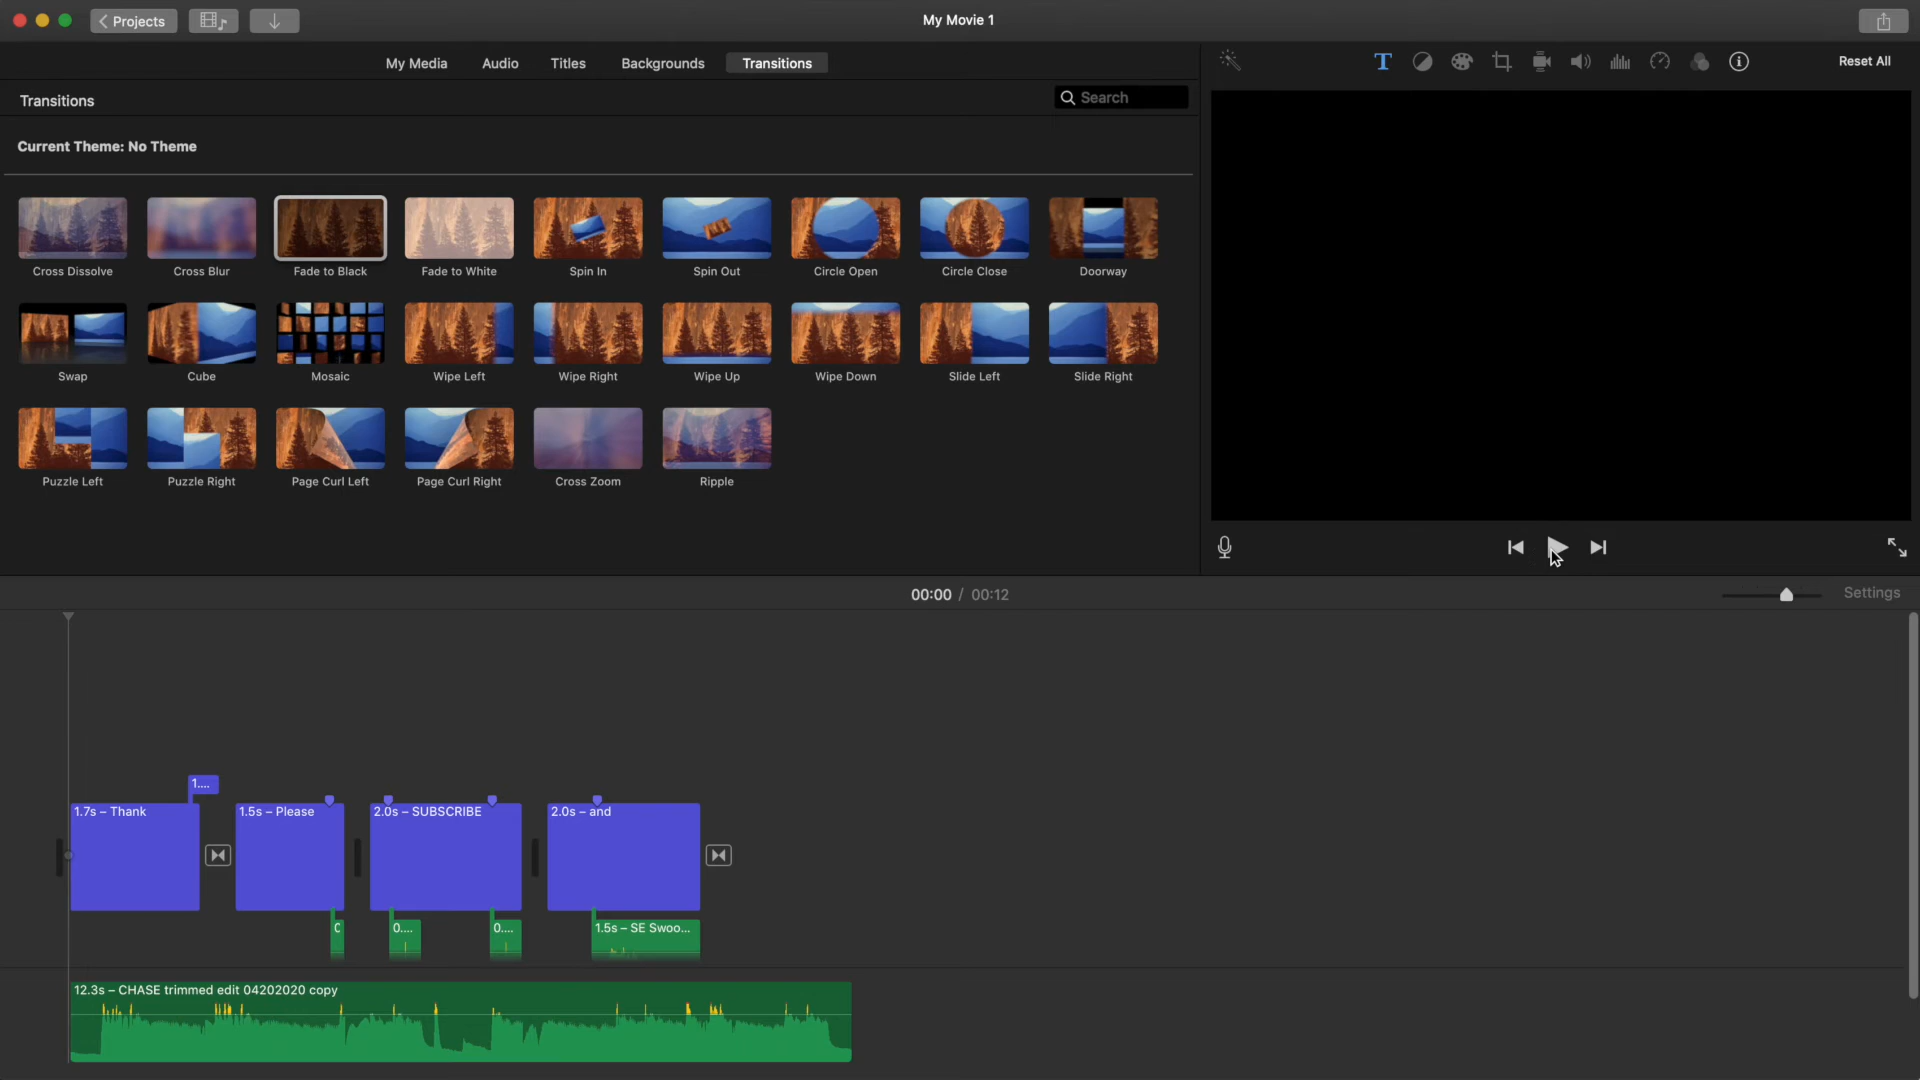 Projects
My Movie 1
My Media Audio Titles Backgrounds Transitions
T
Reset All
Transitions
Search
Current Theme: No Theme
Cross Dissolve Cross Blur Fade to Black Fade to White Spin In Spin Out Circle Open Circle Close Doorway
Swap Cube Mosaic Wipe Left Wipe Right Wipe Up Wipe Down Slide Left Slide Right
Puzzle Left Puzzle Right Page Curl Left Page Curl Right Cross Zoom Ripple
00:00 / 00:12
Settings
1....
1.7s – Thank 1.5s – Please 2.0s – SUBSCRIBE 2.0s – and
0.... 0.... 1.5s – SE Swoo...
12.3s – CHASE trimmed edit 04202020 copy